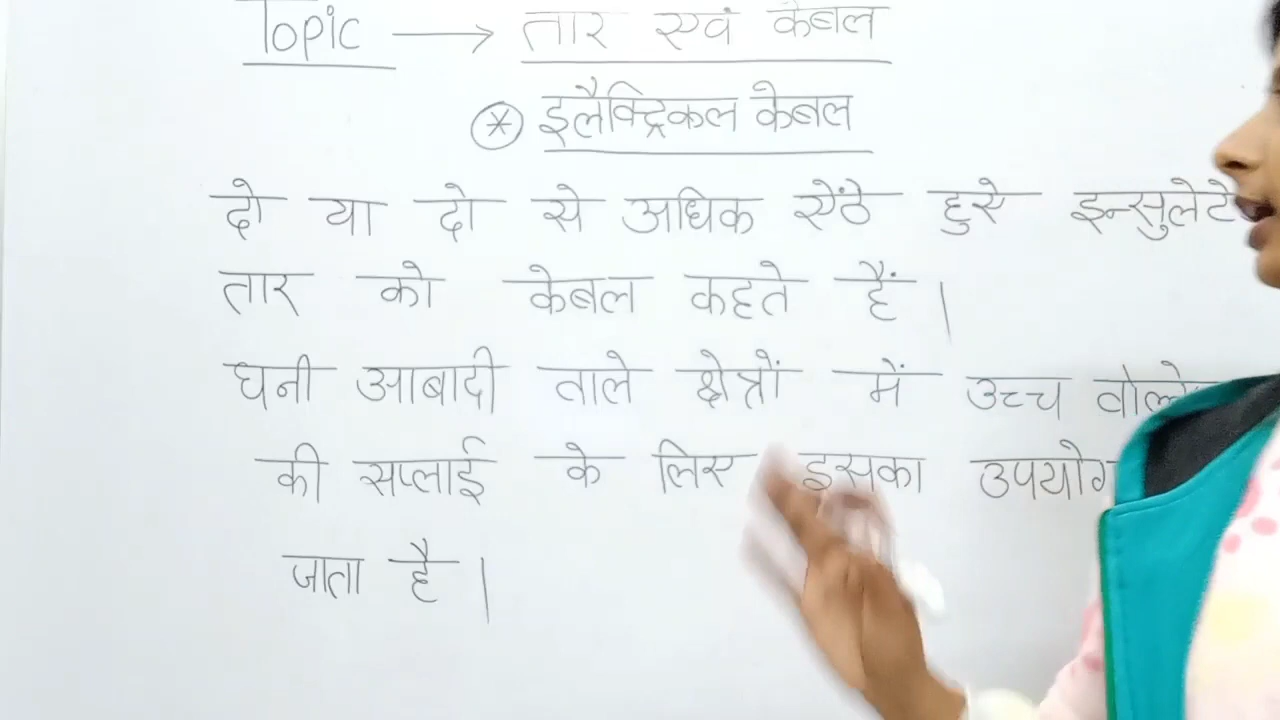 Topic → तार एवं केबल
* इलैक्ट्रिकल केबल
दो या दो से अधिक ऐंठे हुए इन्सुलेटे
तार को केबल कहते हैं।
घनी आबादी ताले क्षेत्रों में उच्च
की सप्लाई के लिए इसका उपयोग
जाता है।